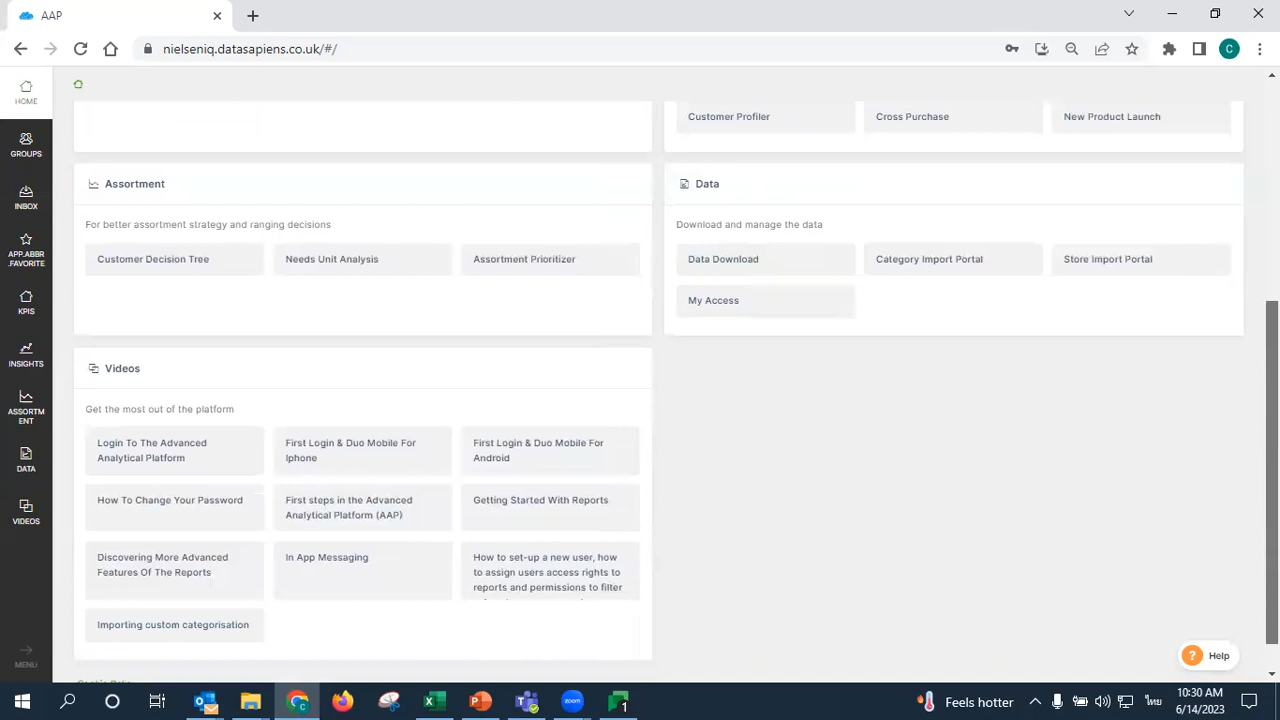 AAP
nielseniq.datasapiens.co.uk/#/
C
HOME
GROUPS
INBOX
APP.ABBR
.FAVORITE
KPIS
INSIGHTS
ASSORTM
ENT
DATA
VIDEOS
MENU
Customer Profiler
Cross Purchase
New Product Launch
Assortment
For better assortment strategy and ranging decisions
Customer Decision Tree
Needs Unit Analysis
Assortment Prioritizer
Data
Download and manage the data
Data Download
Category Import Portal
Store Import Portal
My Access
Videos
Get the most out of the platform
Login To The Advanced
Analytical Platform
First Login & Duo Mobile For
Iphone
First Login & Duo Mobile For
Android
How To Change Your Password
First steps in the Advanced
Analytical Platform (AAP)
Getting Started With Reports
Discovering More Advanced
Features Of The Reports
In App Messaging
How to set-up a new user, how
to assign users access rights to
reports and permissions to filter
Importing custom categorisation
? Help
Feels hotter
ไทย
10:30 AM
6/14/2023
zoom
1